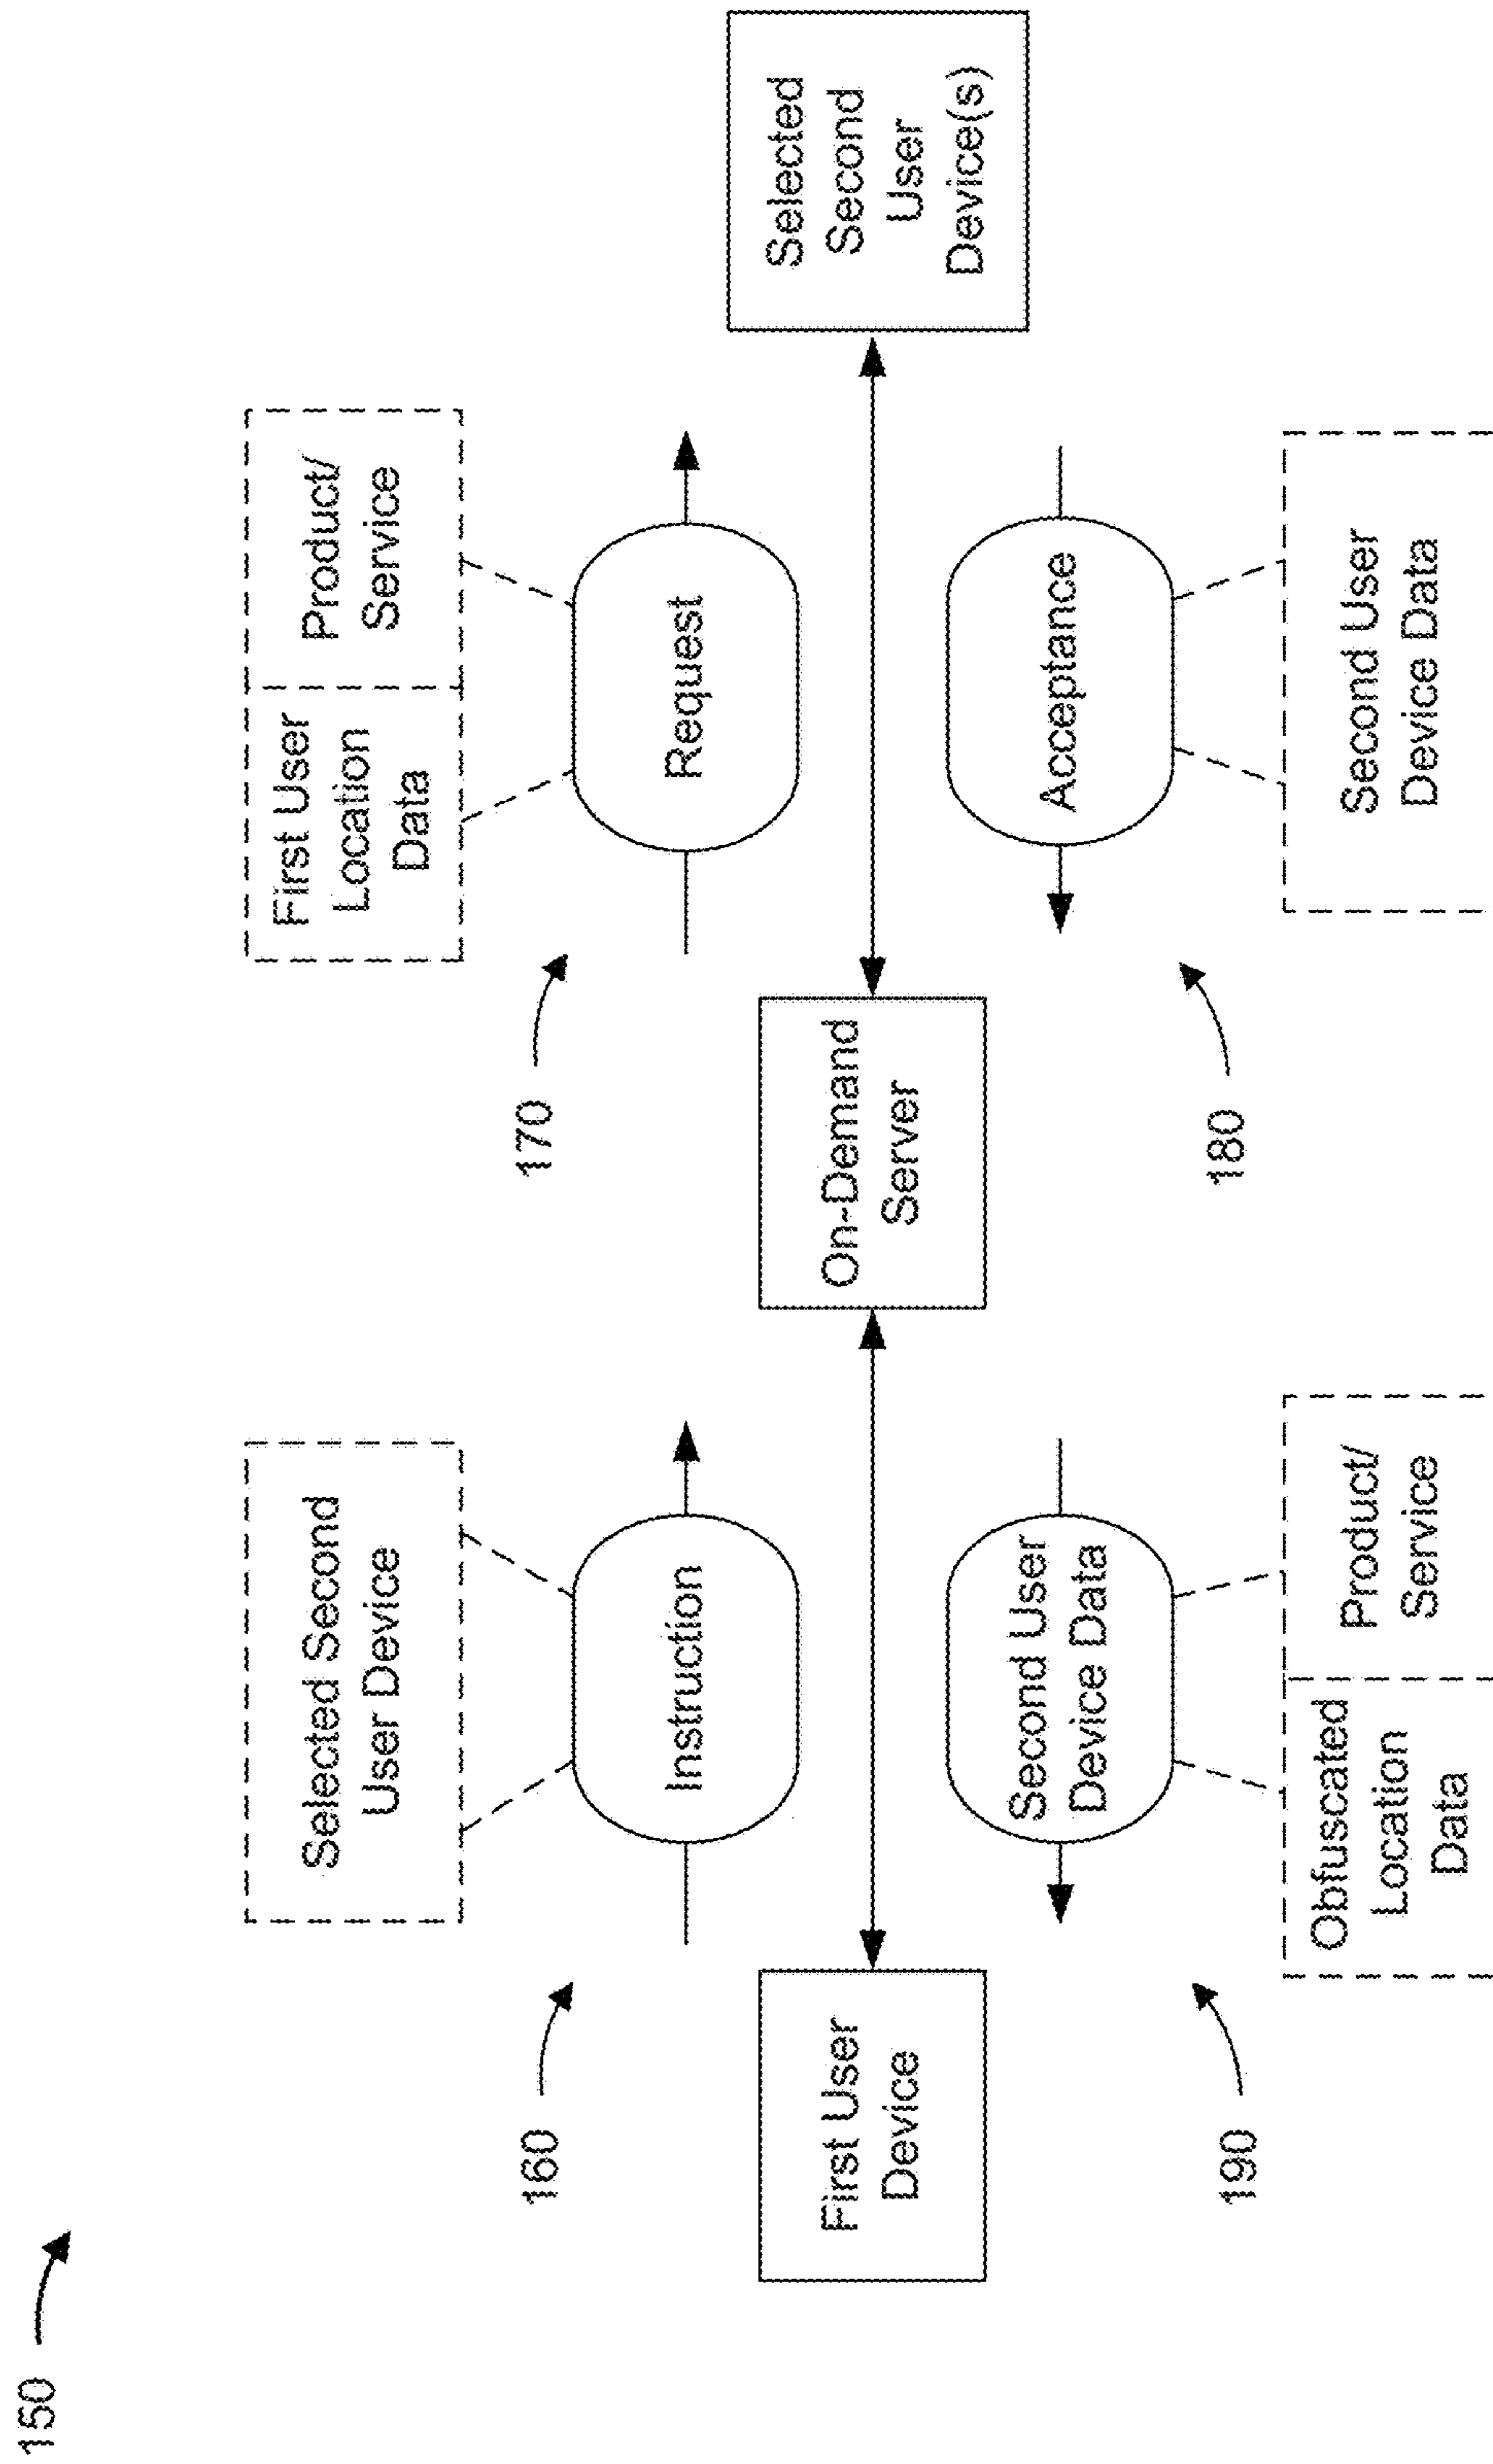 150
160
Selected Second
User Device
Instruction
170
First User
Location
Data
Product/
Service
Request
First User
Device
On-Demand
Server
Selected
Second
User
Device(s)
190
Second User
Device Data
Obfuscated
Location
Data
Product/
Service
180
Acceptance
Second User
Device Data